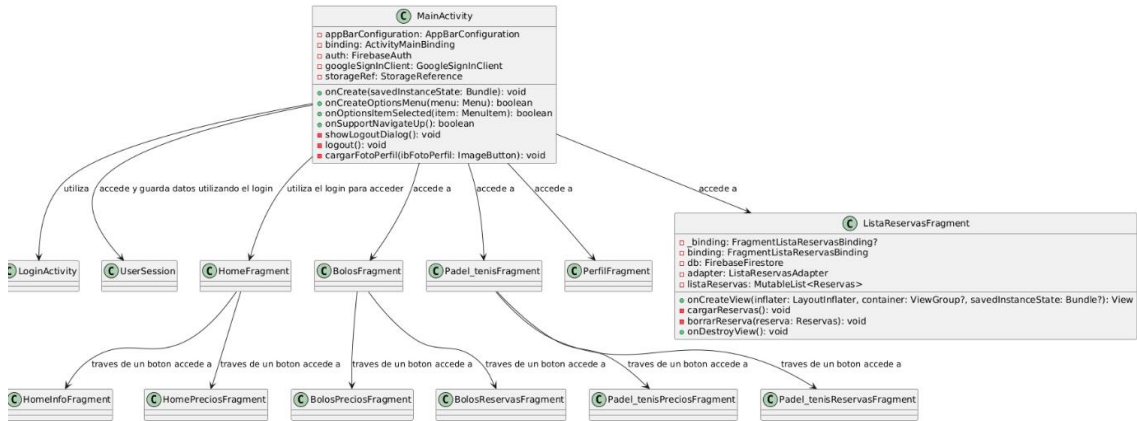 C MainActivity
appBarConfiguration: AppBarConfiguration
binding: ActivityMainBinding
auth: FirebaseAuth
googleSignInClient: GoogleSignInClient
storageRef: StorageReference
onCreate(savedInstanceState: Bundle): void
onCreateOptionsMenu(menu: Menu): boolean
onOptionsItemSelected(item: MenuItem): boolean
onSupportNavigateUp(): boolean
showLogoutDialog(): void
logout(): void
cargarFotoPerfil(ibFotoPerfil: ImageButton): void
utiliza
accede y guarda datos utilizando el login
utiliza el login para acceder
accede a
accede a
accede a
accede a
C ListaReservasFragment
_binding: FragmentListaReservasBinding?
binding: FragmentListaReservasBinding
db: FirebaseFirestore
adapter: ListaReservasAdapter
listaReservas: MutableList<Reservas>
onCreateView(inflater: LayoutInflater, container: ViewGroup?, savedInstanceState: Bundle?): View
cargarReservas(): void
borrarReserva(reserva: Reservas): void
onDestroyView(): void
C LoginActivity
C UserSession
C HomeFragment
C BolosFragment
C Padel_tenisFragment
C PerfilFragment
traves de un boton accede a
traves de un boton accede a
traves de un boton accede a
traves de un boton accede a
traves de un boton accede a
traves de un boton accede a
C HomeInfoFragment
C HomePreciosFragment
C BolosPreciosFragment
C BolosReservasFragment
C Padel_tenisPreciosFragment
C Padel_tenisReservasFragment